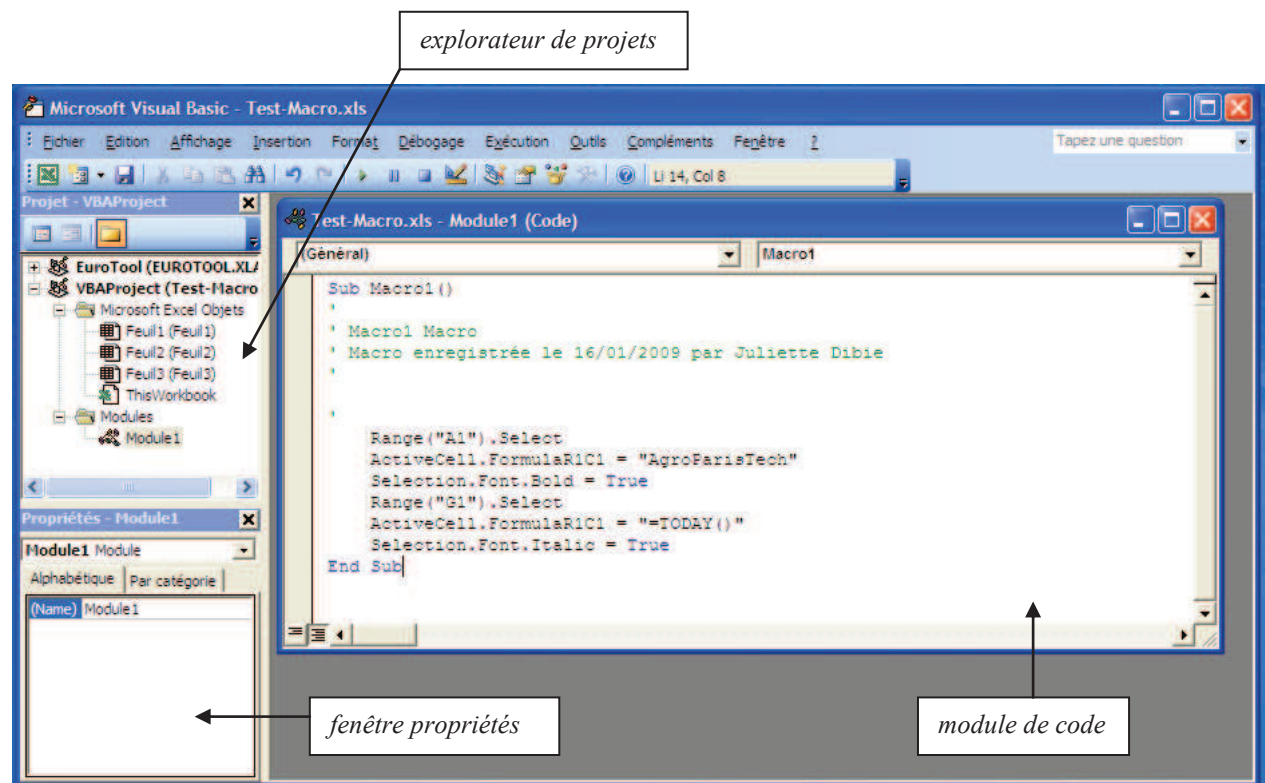 explorateur de projets
Microsoft Visual Basic - Test-Macro.xls
Fichier Edition Affichage Insertion Format Débogage Exécution Outils Compléments Fenêtre ? Tapez une question
Li 14, Col 8
Projet - VBAProject
EuroTool (EUROTOOL.XLA
VBAProject (Test-Macro
Microsoft Excel Objets
Feuil1 (Feuil1)
Feuil2 (Feuil2)
Feuil3 (Feuil3)
ThisWorkbook
Modules
Module1
Propriétés - Module1
Module1 Module
Alphabétique Par catégorie
(Name) Module1
Test-Macro.xls - Module1 (Code)
(Général) Macro1
Sub Macro1()
'
' Macro1 Macro
' Macro enregistrée le 16/01/2009 par Juliette Dibie
'
'
Range("A1").Select
ActiveCell.FormulaR1C1 = "AgroParisTech"
Selection.Font.Bold = True
Range("G1").Select
ActiveCell.FormulaR1C1 = "=TODAY()"
Selection.Font.Italic = True
End Sub
fenêtre propriétés
module de code